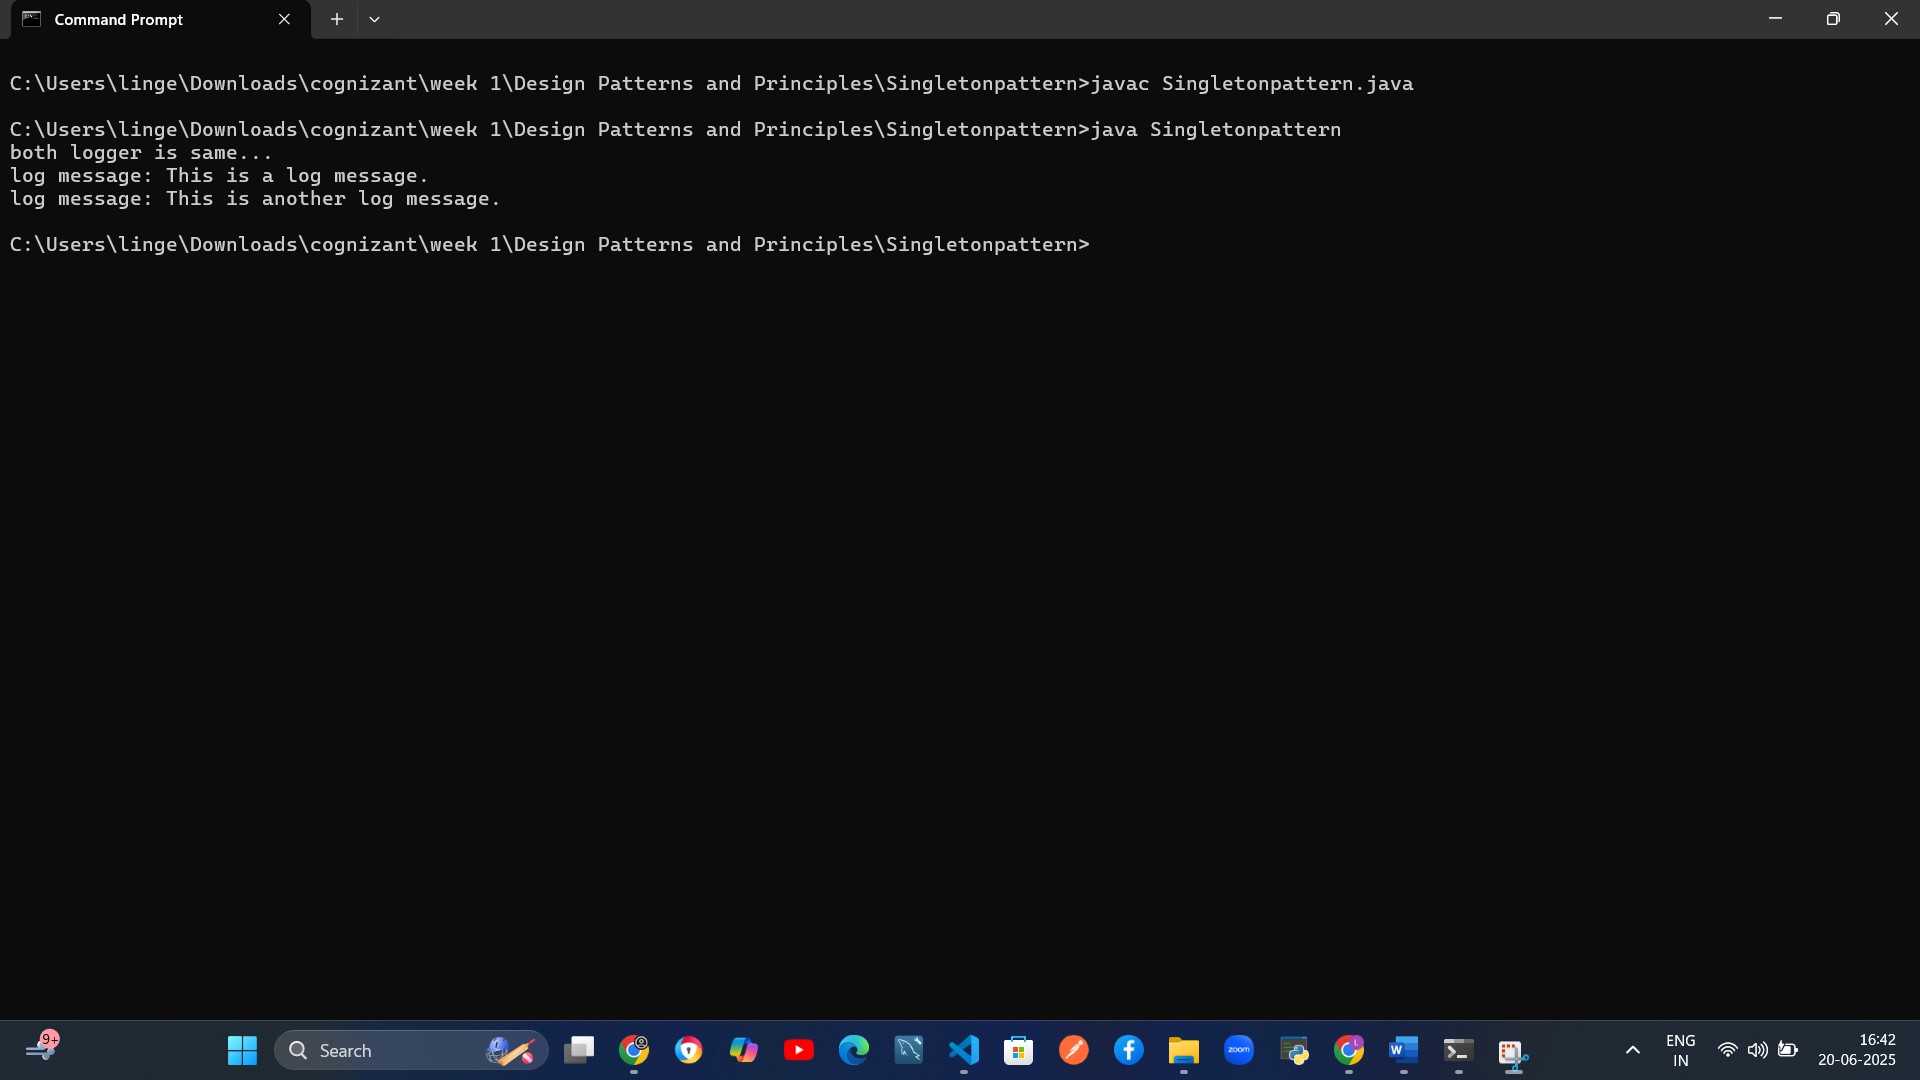 Command Prompt
C:\Users\linge\Downloads\cognizant\week 1\Design Patterns and Principles\Singletonpattern>javac Singletonpattern.java
C:\Users\linge\Downloads\cognizant\week 1\Design Patterns and Principles\Singletonpattern>java Singletonpattern
both logger is same...
log message: This is a log message.
log message: This is another log message.
C:\Users\linge\Downloads\cognizant\week 1\Design Patterns and Principles\Singletonpattern>
9+
Search
zoom
L
W
ENG
IN
16:42
20-06-2025